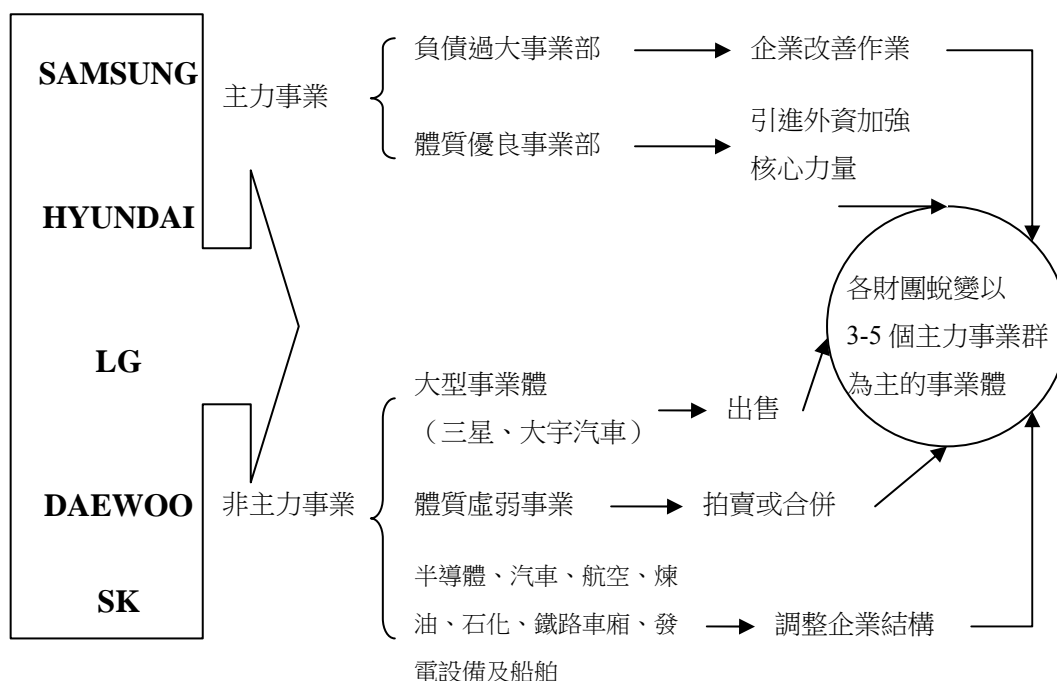 SAMSUNG
HYUNDAI
LG
DAEWOO
SK
主力事業
負債過大事業部
企業改善作業
體質優良事業部
引進外資加強
核心力量
非主力事業
大型事業體
（三星、大宇汽車）
出售
體質虛弱事業
拍賣或合併
半導體、汽車、航空、煉
油、石化、鐵路車廂、發
電設備及船舶
調整企業結構
各財團蛻變以
3-5 個主力事業群
為主的事業體